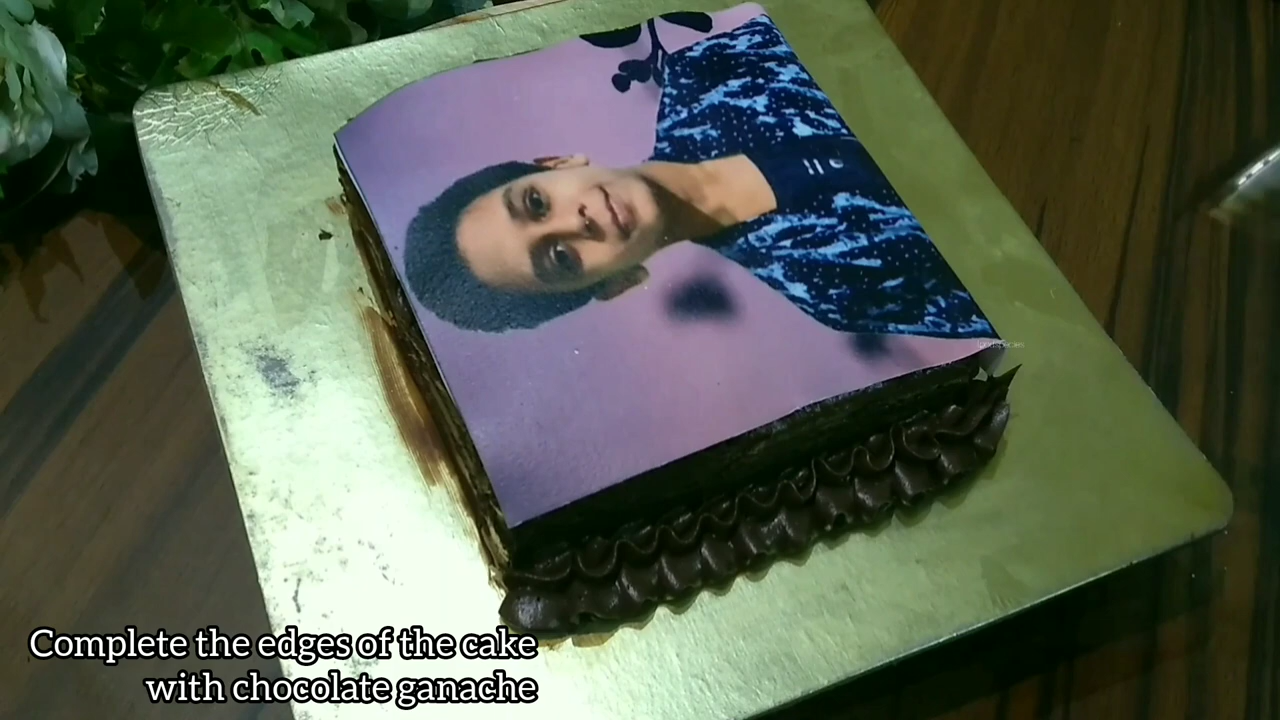 Complete the edges of the cake
with chocolate ganache